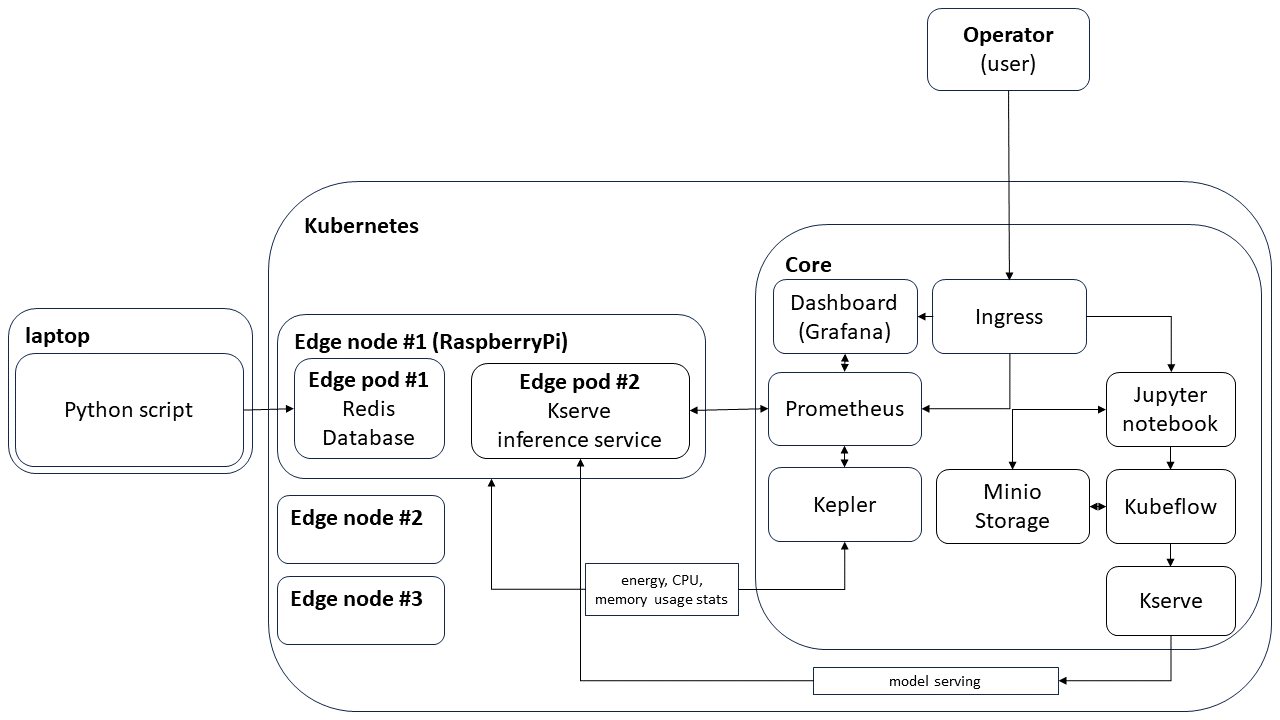 Operator
(user)
Kubernetes
Core
Dashboard
(Grafana)
Ingress
laptop
Python script
Edge node #1 (RaspberryPi)
Edge pod #1
Redis
Database
Edge pod #2
Kserve
inference service
Prometheus
Jupyter
notebook
Kepler
Minio
Storage
Kubeflow
Edge node #2
Edge node #3
energy, CPU,
memory usage stats
Kserve
model serving